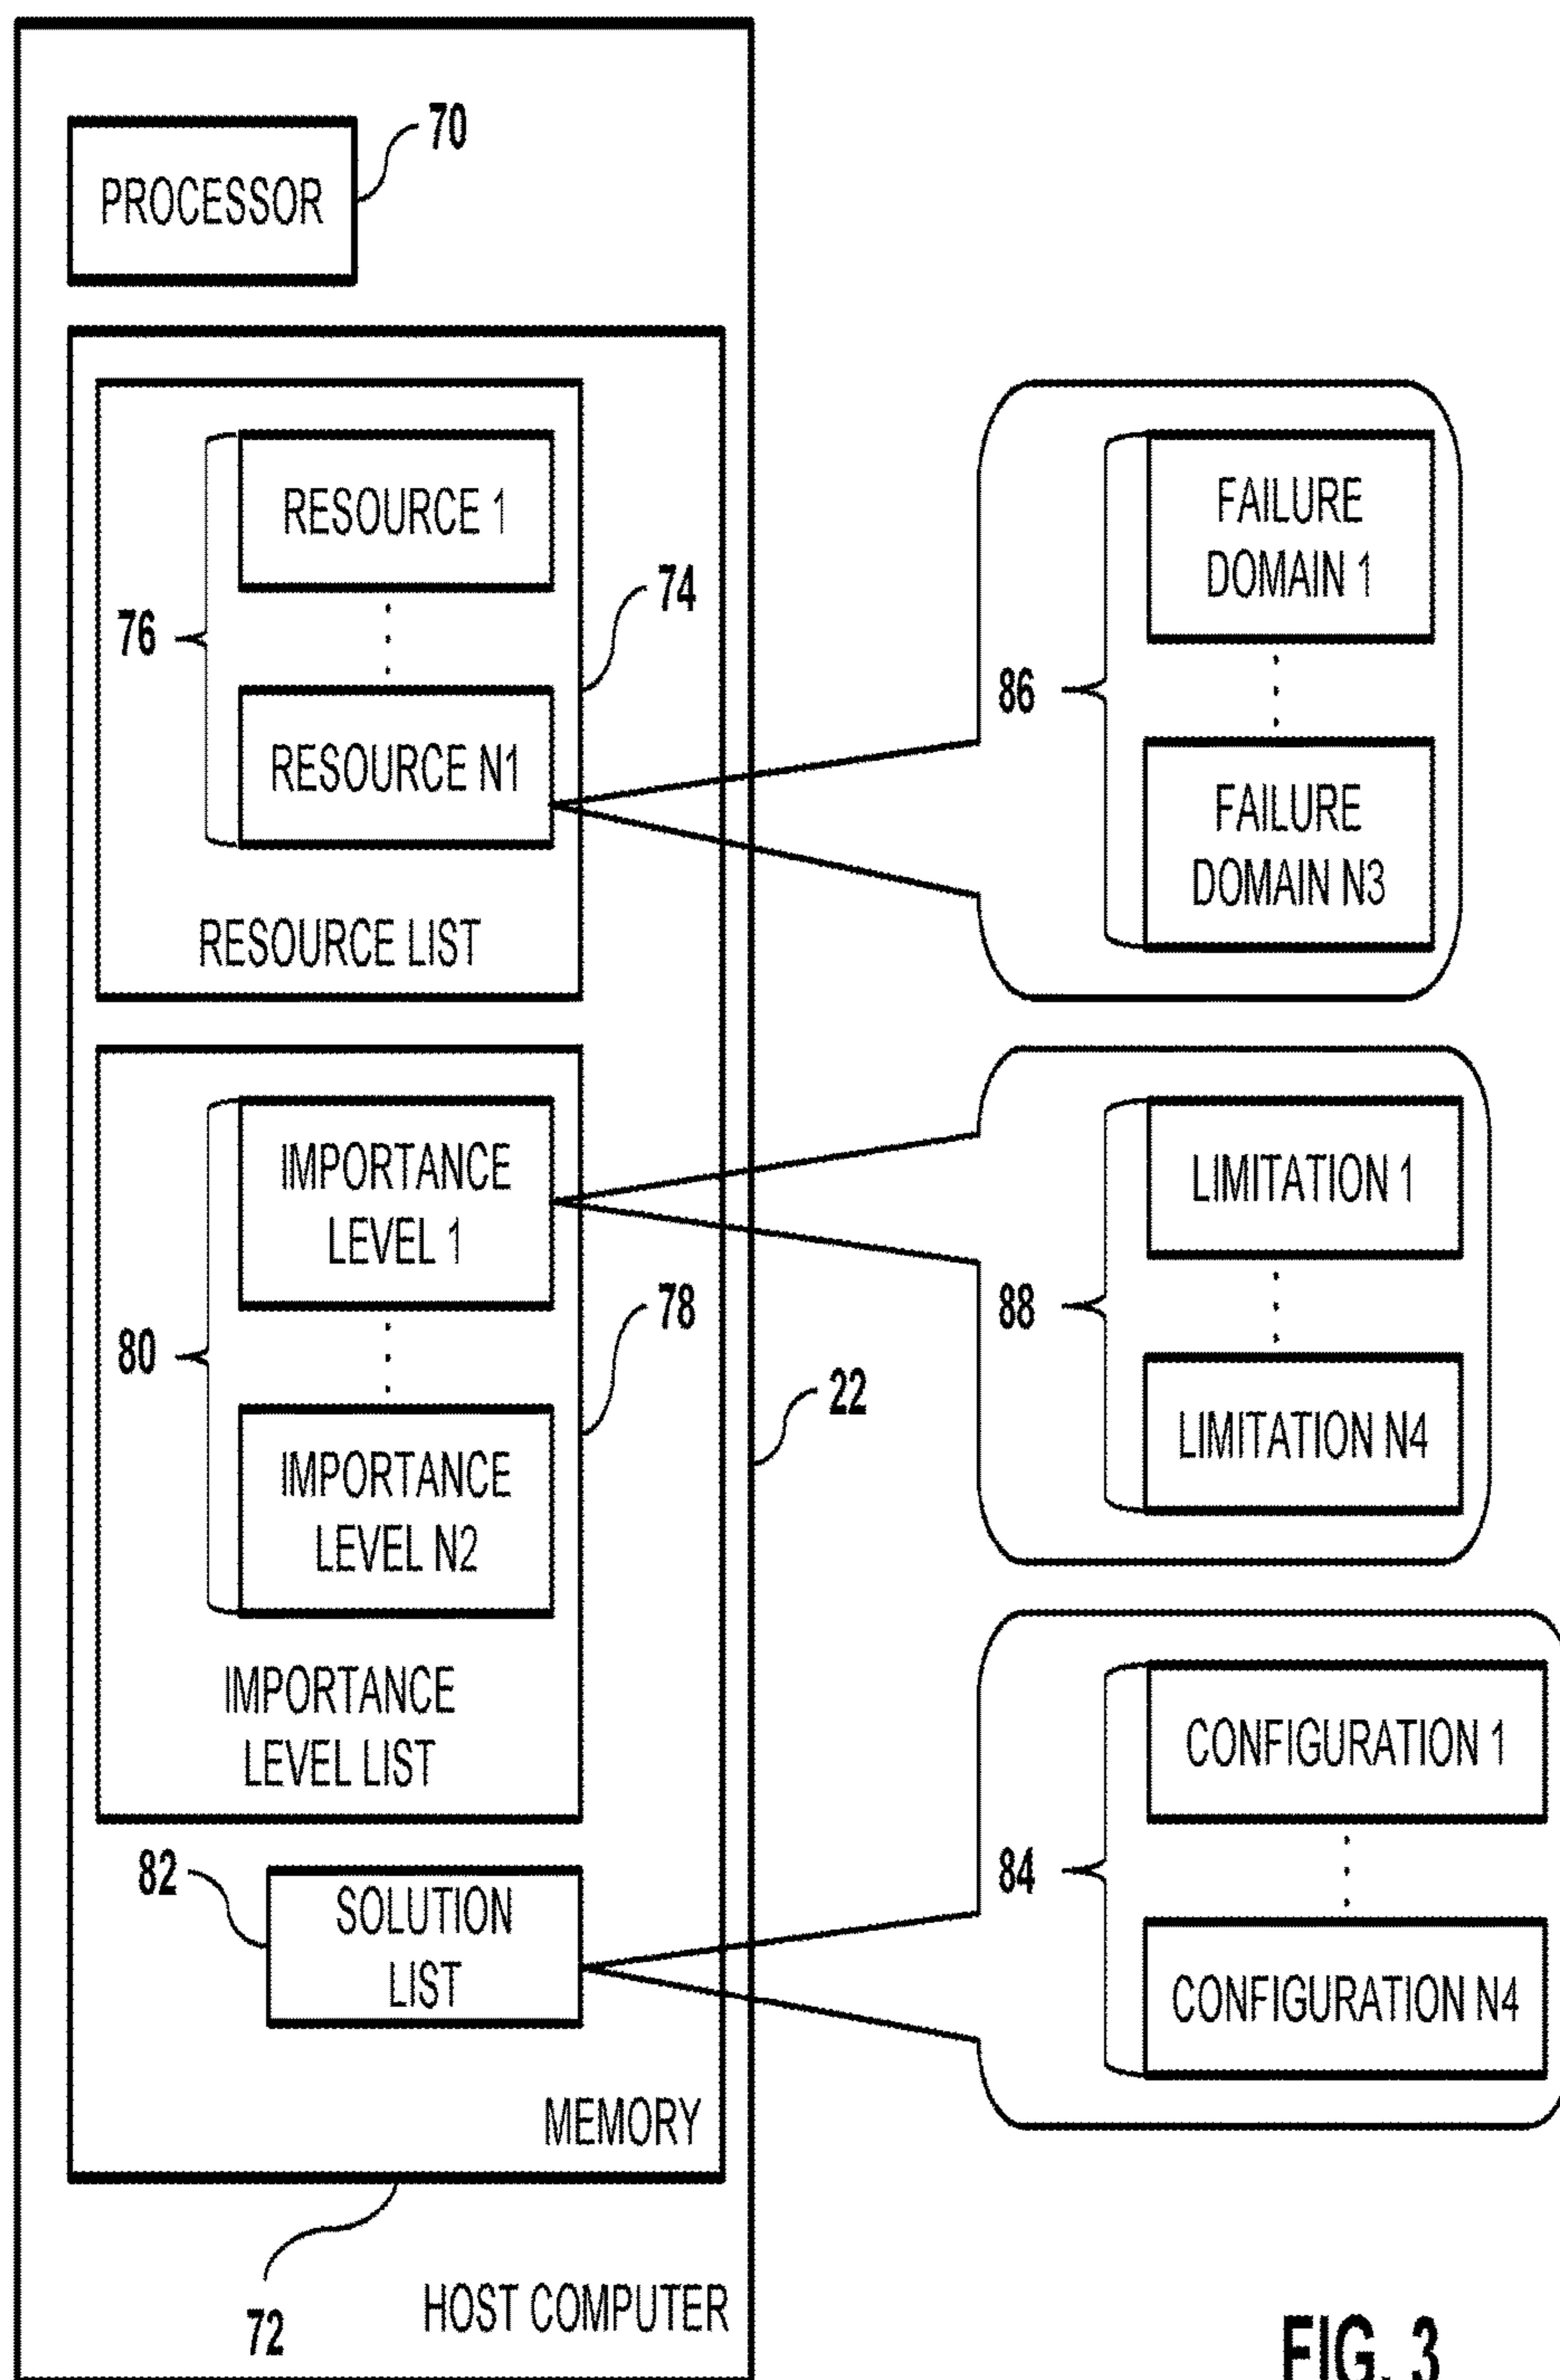 PROCESSOR
70
RESOURCE 1
76
74
RESOURCE N1
RESOURCE LIST
FAILURE
DOMAIN 1
86
FAILURE
DOMAIN N3
IMPORTANCE
LEVEL 1
80
78
IMPORTANCE
LEVEL N2
IMPORTANCE
LEVEL LIST
22
LIMITATION 1
88
LIMITATION N4
82
SOLUTION
LIST
CONFIGURATION 1
84
CONFIGURATION N4
MEMORY
72
HOST COMPUTER
FIG. 3